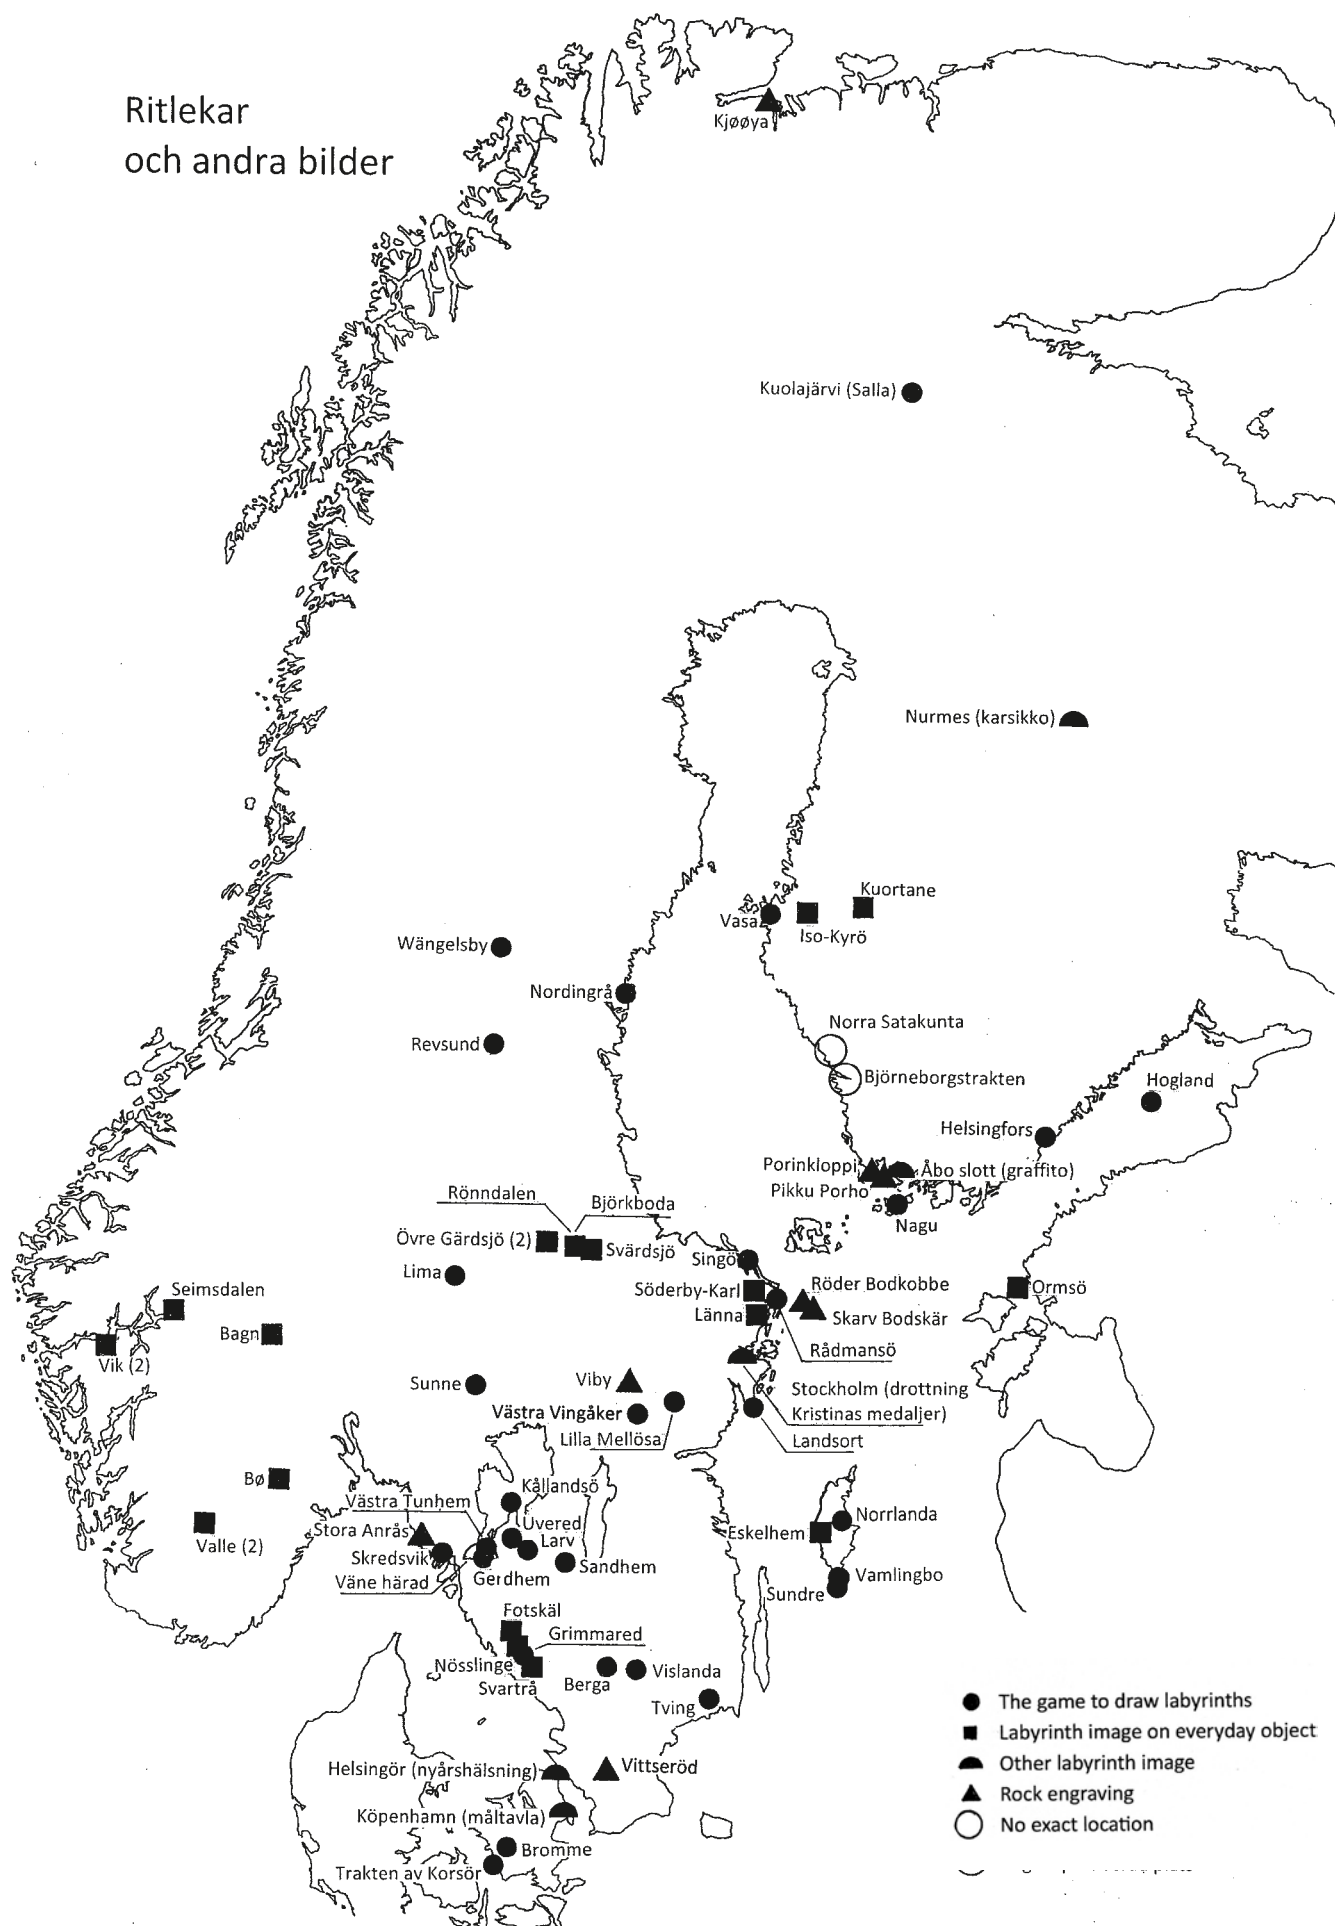 Ritlekar
och andra bilder
Kjøøya
Kuolajärvi (Salla)
Nurmes (karsikko)
Kuortane
Vasa
Iso-Kyrö
Wängelsby
Nordingrå
Norra Satakunta
Revsund
Björneborgstrakten
Hogland
Helsingfors
Porinkloppi
Åbo slott (graffito)
Pikku Porho
Rönndalen
Björkboda
Nagu
Övre Gärdsjö (2)
Svärdsjö
Singö
Lima
Röder Bodkobbe
Seimsdalen
Söderby-Karl
Ormsö
Länna
Skarv Bodskär
Bagn
Rådmansö
Vik (2)
Sunne
Viby
Stockholm (drottning
Kristinas medaljer)
Västra Vingåker
Lilla Mellösa
Landsort
Bø
Kållandsö
Västra Tunhem
Norrlanda
Uvered
Stora Anrås
Eskelhem
Larv
Valle (2)
Skredsvik
Sandhem
Gerdhem
Vamlingbo
Väne härad
Sundre
Fotskäl
Grimmared
Nösslinge
Vislanda
Berga
Svartrå
Tving
The game to draw labyrinths
Labyrinth image on everyday object
Other labyrinth image
Rock engraving
No exact location
Helsingör (nyårshälsning)
Vittseröd
Köpenhamn (måltavla)
Bromme
Trakten av Korsör